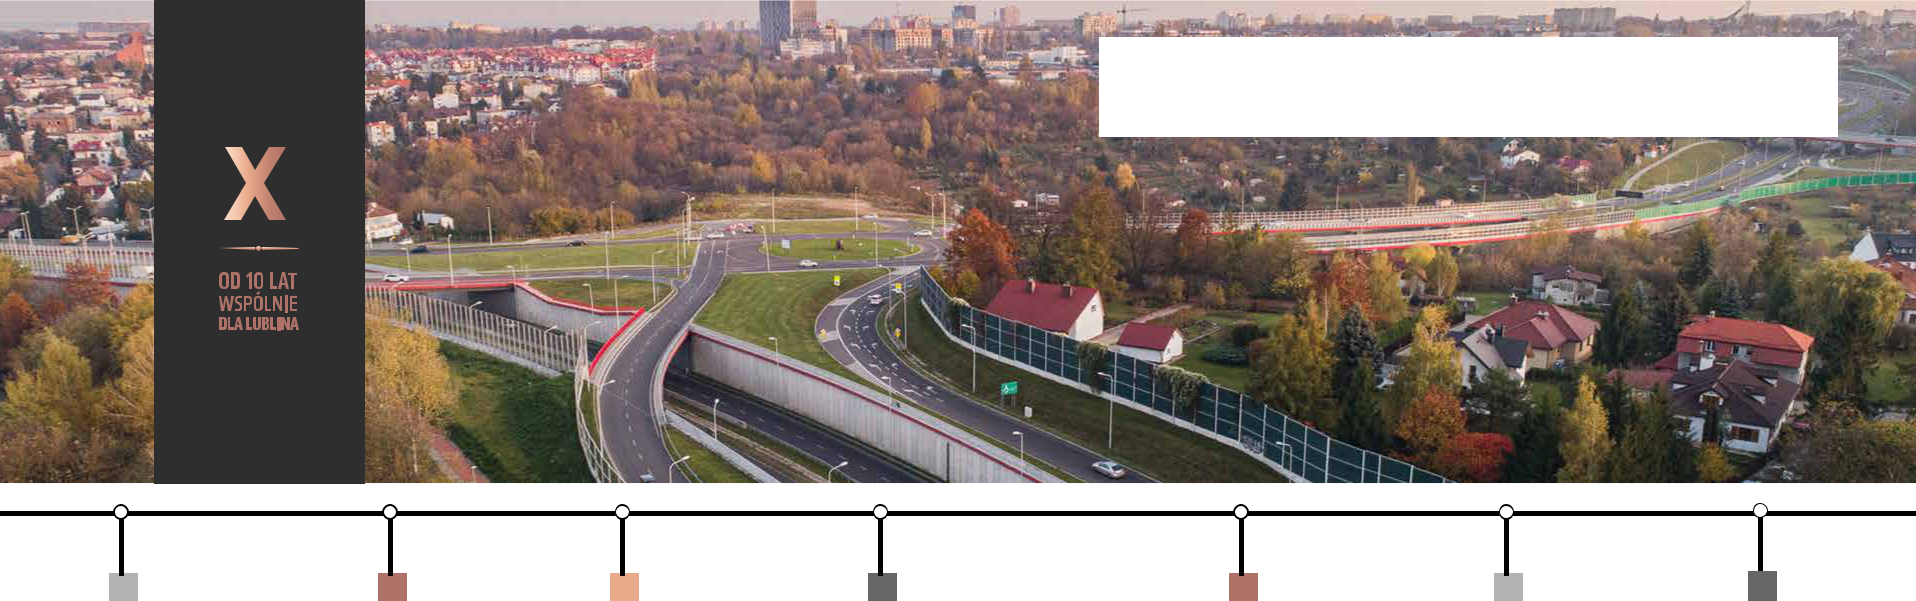 X
OD 10 LAT
WSPÓLNIE
DLA LUBLINA